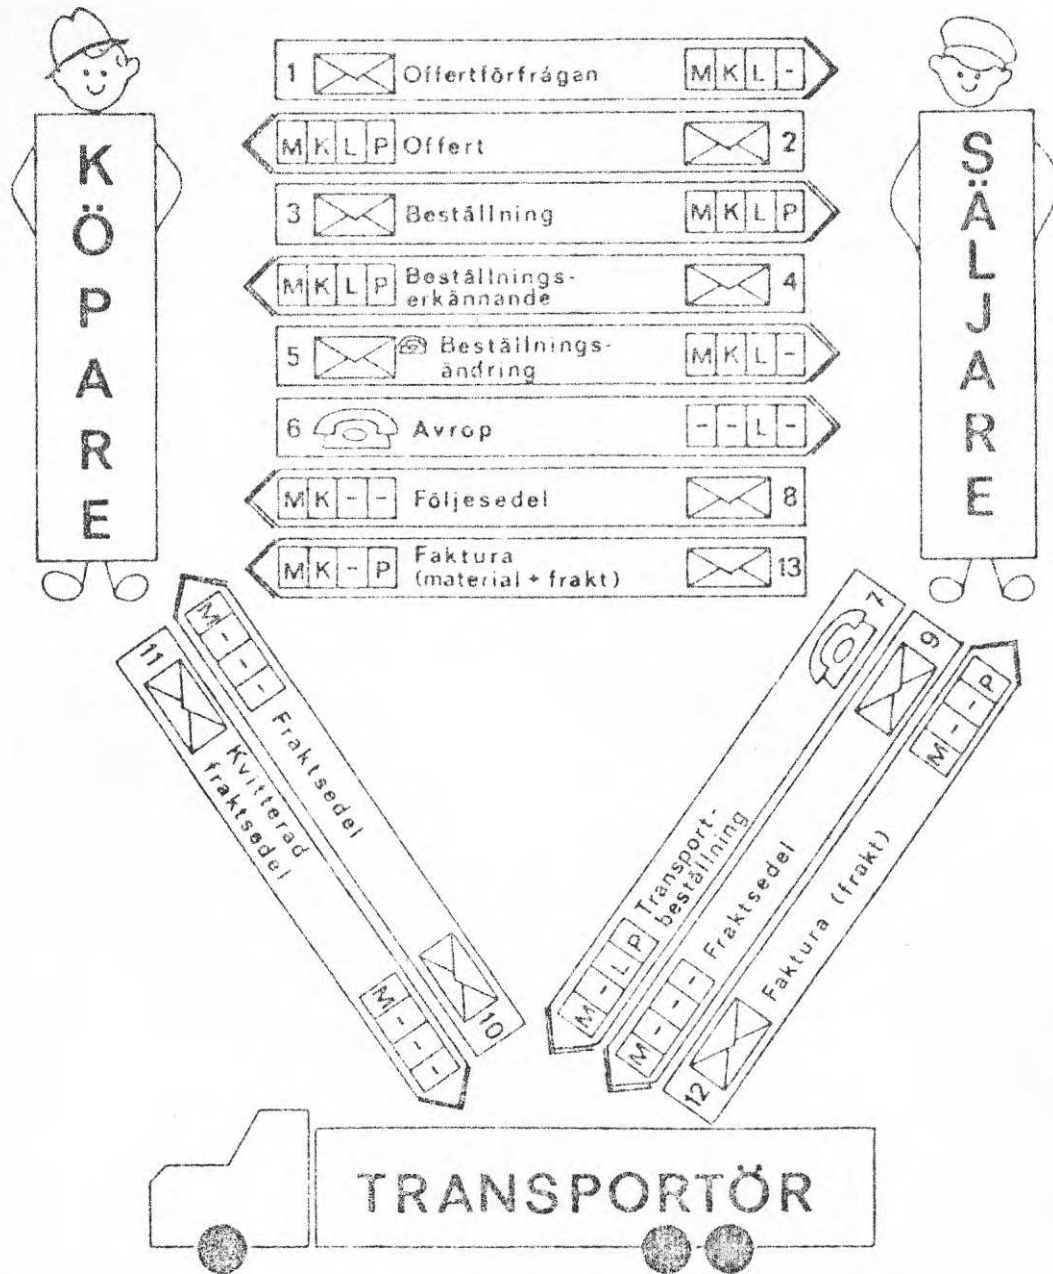 KÖPARE
SÄLJARE
1 Offertförfrågan M K L -
M K L P Offert 2
3 Beställning M K L P
M K L P Beställnings-
erkännande 4
5 Beställnings-
ändring M K L -
6 Avrop - - L -
M K - - Följesedel 8
M K - P Faktura
(material + frakt) 13
M - - - Fraktsedel 10
11 Kvitterad
fraktsedel M - - -
M - L P Transport-
beställning 7
M - - - Fraktsedel 9
12 Faktura (frakt) M - - P
TRANSPORTÖR